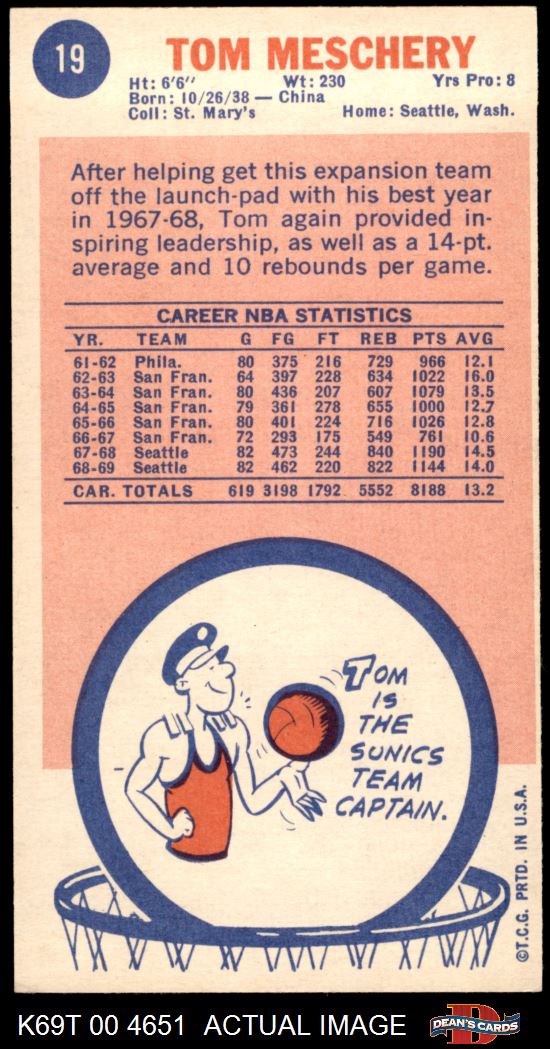 19
TOM MESCHERY
Ht: 6'6" Wt: 230 Yrs Pro: 8
Born: 10/26/38 — China
Coll: St. Mary's Home: Seattle, Wash.
After helping get this expansion team
off the launch-pad with his best year
in 1967-68, Tom again provided in-
spiring leadership, as well as a 14-pt.
average and 10 rebounds per game.
CAREER NBA STATISTICS
YR. TEAM G FG FT REB PTS AVG
61-62 Phila. 80 375 216 729 966 12.1
62-63 San Fran. 64 397 228 634 1022 16.0
63-64 San Fran. 80 436 207 607 1079 13.5
64-65 San Fran. 79 361 278 655 1000 12.7
65-66 San Fran. 80 401 224 716 1026 12.8
66-67 San Fran. 72 293 175 549 761 10.6
67-68 Seattle 82 473 244 840 1190 14.5
68-69 Seattle 82 462 220 822 1144 14.0
CAR. TOTALS 619 3198 1792 5552 8188 13.2
TOM
IS
THE
SONICS
TEAM
CAPTAIN.
©T.C.G. PRTD. IN U.S.A.
K69T 00 4651 ACTUAL IMAGE
D
DEAN'S CARDS